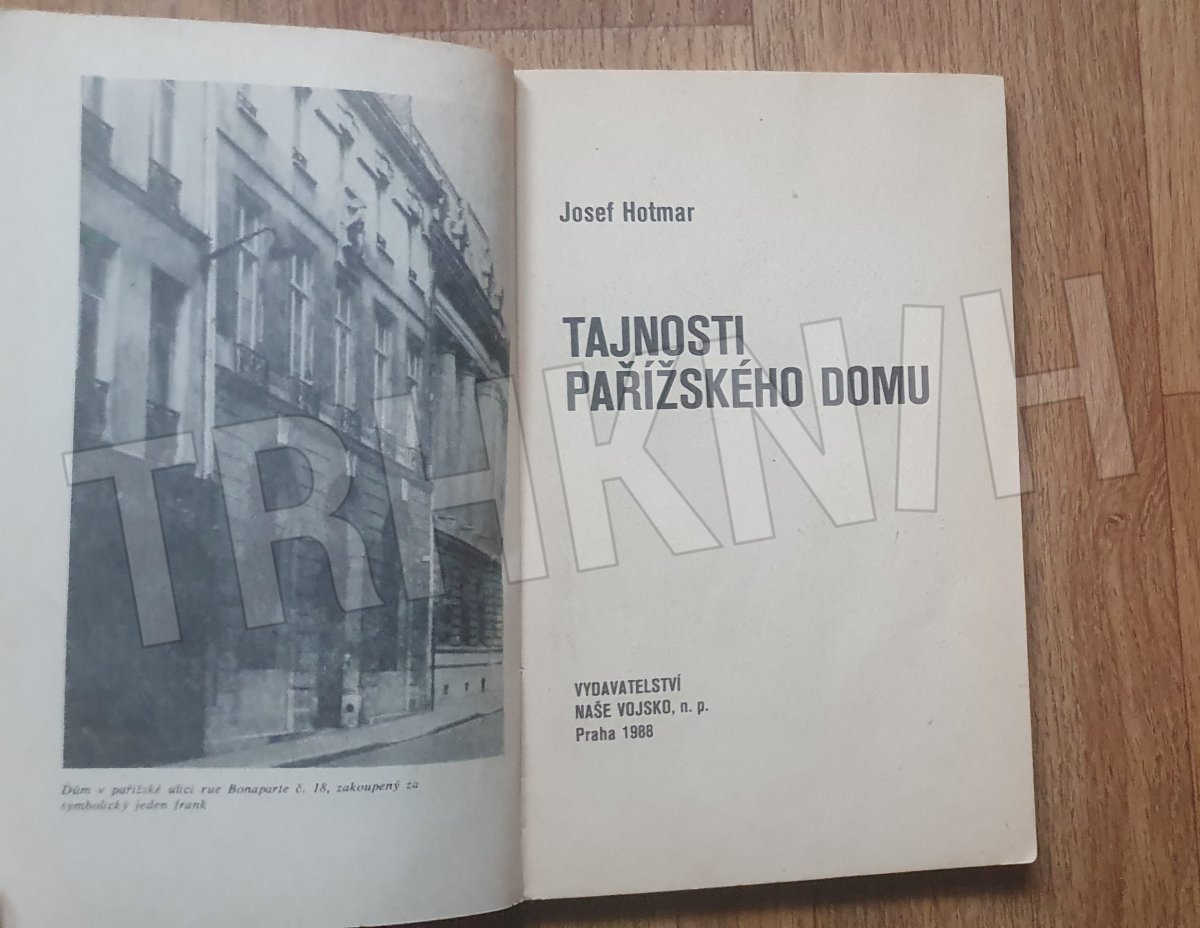 Dům v pařížské ulici rue Bonaparte č. 18, zakoupený za
symbolický jeden frank
Josef Hotmar
TAJNOSTI
PAŘÍŽSKÉHO DOMU
VYDAVATELSTVÍ
NAŠE VOJSKO, n. p.
Praha 1988
TRHKNIH